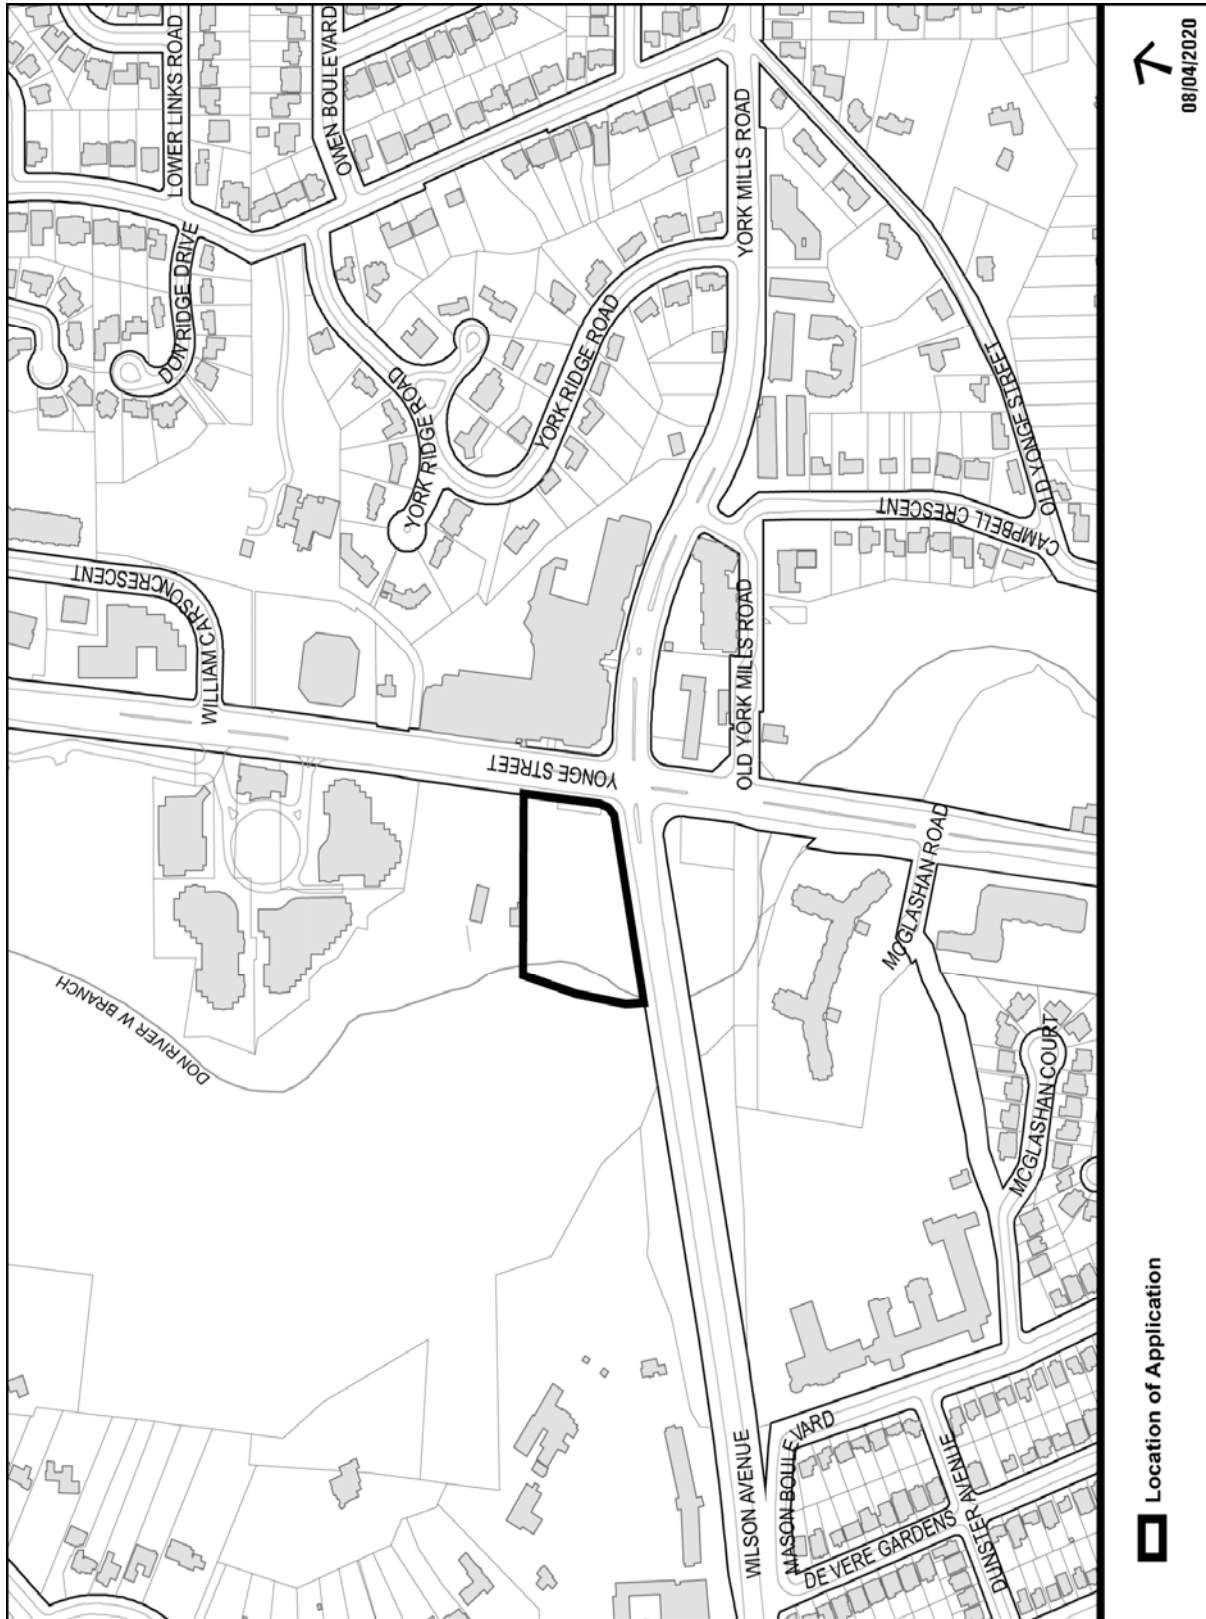 LOWER LINKS ROAD
OWEN BOULEVARD
DON RIDGE DRIVE
YORK MILLS ROAD
YORK RIDGE ROAD
YORK RIDGE ROAD
OLD YONGE STREET
CAMPBELL CRESCENT
WILLIAM CARSON CRESCENT
OLD YORK MILLS ROAD
YONGE STREET
MCGLASHAN ROAD
DON RIVER W BRANCH
MCGLASHAN COURT
WILSON AVENUE
MASON BOULEVARD
DE VERE GARDENS
DUNSTER AVENUE
Location of Application
08/04/2020